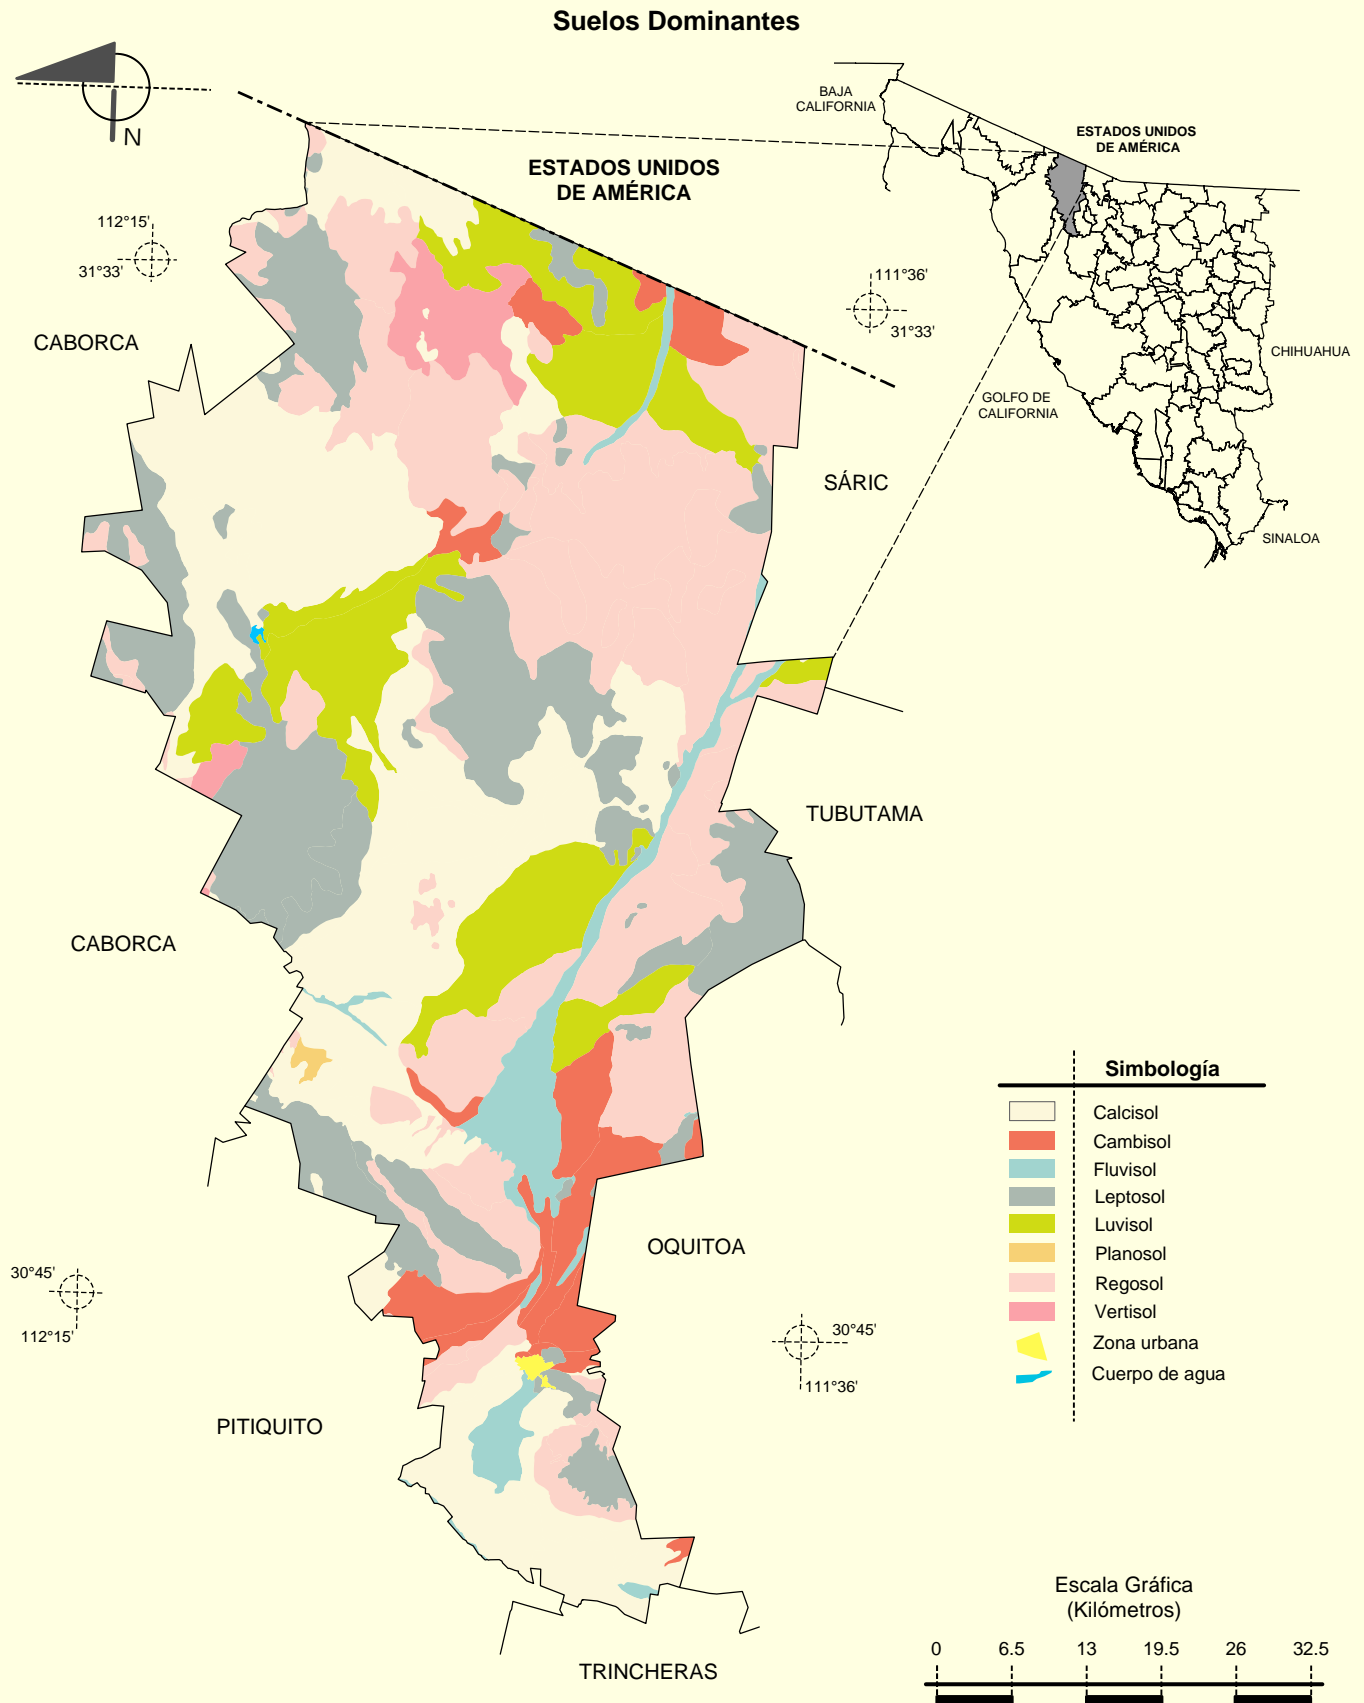 Suelos Dominantes
N
BAJA
CALIFORNIA
ESTADOS UNIDOS
DE AMÉRICA
ESTADOS UNIDOS
DE AMÉRICA
112°15'
31°33'
111°36'
31°33'
CABORCA
CHIHUAHUA
GOLFO DE
CALIFORNIA
SÁRIC
SINALOA
TUBUTAMA
CABORCA
OQUITOA
30°45'
112°15'
30°45'
111°36'
PITIQUITO
TRINCHERAS
Simbología
Calcisol
Cambisol
Fluvisol
Leptosol
Luvisol
Planosol
Regosol
Vertisol
Zona urbana
Cuerpo de agua
Escala Gráfica
(Kilómetros)
0 6.5 13 19.5 26 32.5